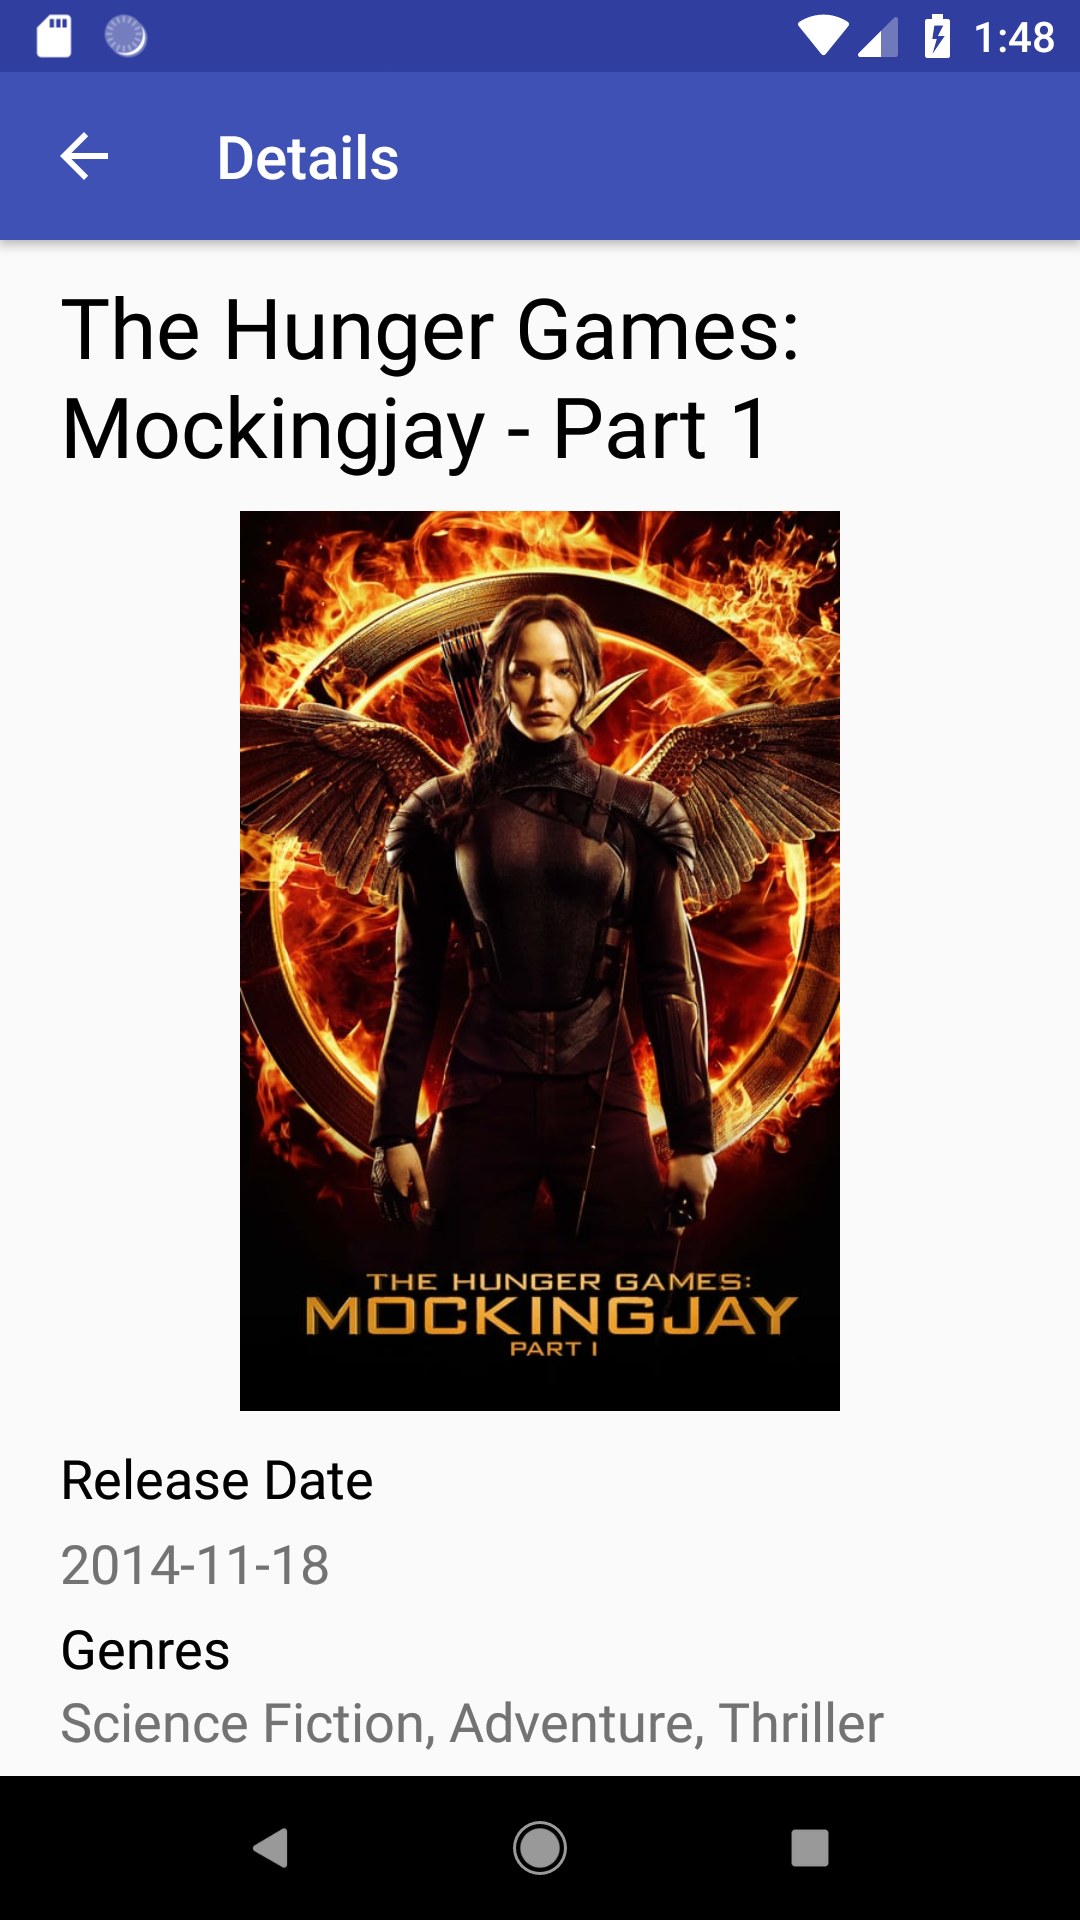 1:48
Details
The Hunger Games:
Mockingjay - Part 1
THE HUNGER GAMES:
MOCKINGJAY
PART I
Release Date
2014-11-18
Genres
Science Fiction, Adventure, Thriller